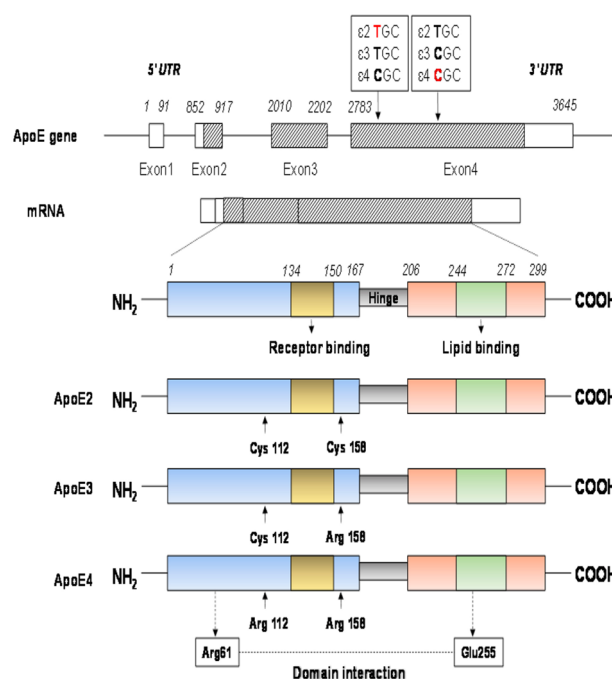 ε2 TGC ε2 TGC
ε3 TGC ε3 CGC
ε4 CGC ε4 CGC
5'UTR 3'UTR
1 91 852 917 2010 2202 2783 3645
ApoE gene
Exon1 Exon2 Exon3 Exon4
mRNA
1 134 150 167 206 244 272 299
NH2 Hinge COOH
Receptor binding Lipid binding
ApoE2 NH2 COOH
Cys 112 Cys 158
ApoE3 NH2 COOH
Cys 112 Arg 158
ApoE4 NH2 COOH
Arg 112 Arg 158
Arg61 Glu255
Domain interaction